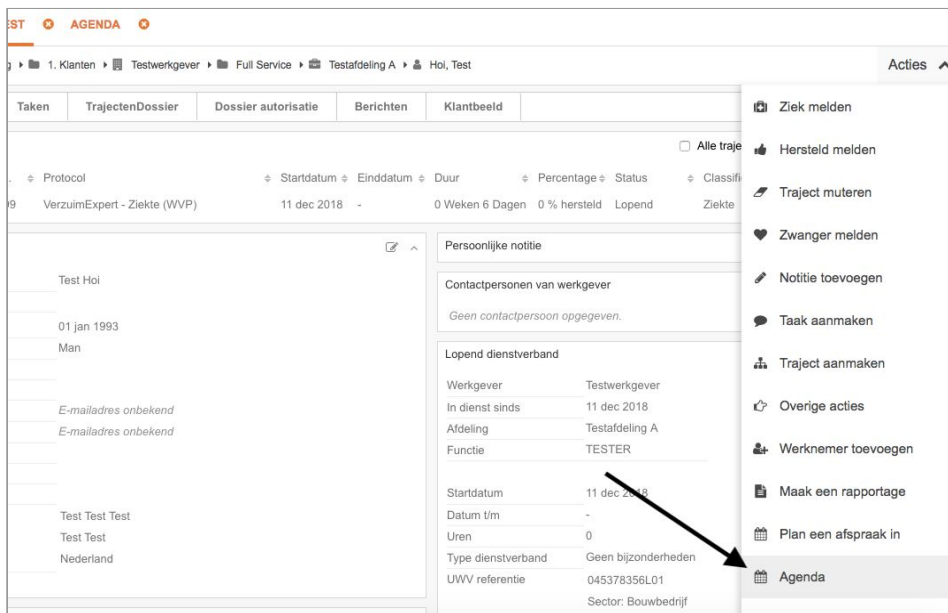 EST AGENDA
1. Klanten Testwerkgever Full Service Testafdeling A Hoi, Test Acties
Taken TrajectenDossier Dossier autorisatie Berichten Klantbeeld
Alle traje
Protocol Startdatum Einddatum Duur Percentage Status Classifi
99 VerzuimExpert - Ziekte (WVP) 11 dec 2018 - 0 Weken 6 Dagen 0 % hersteld Lopend Ziekte
Test Hoi
01 jan 1993
Man
E-mailadres onbekend
E-mailadres onbekend
Test Test Test
Test Test
Nederland
Persoonlijke notitie
Contactpersonen van werkgever
Geen contactpersoon opgegeven.
Lopend dienstverband
Werkgever Testwerkgever
In dienst sinds 11 dec 2018
Afdeling Testafdeling A
Functie TESTER
Startdatum 11 dec 2018
Datum t/m -
Uren 0
Type dienstverband Geen bijzonderheden
UWV referentie 045378356L01
Sector: Bouwbedrijf
Ziek melden
Hersteld melden
Traject muteren
Zwanger melden
Notitie toevoegen
Taak aanmaken
Traject aanmaken
Overige acties
Werknemer toevoegen
Maak een rapportage
Plan een afspraak in
Agenda